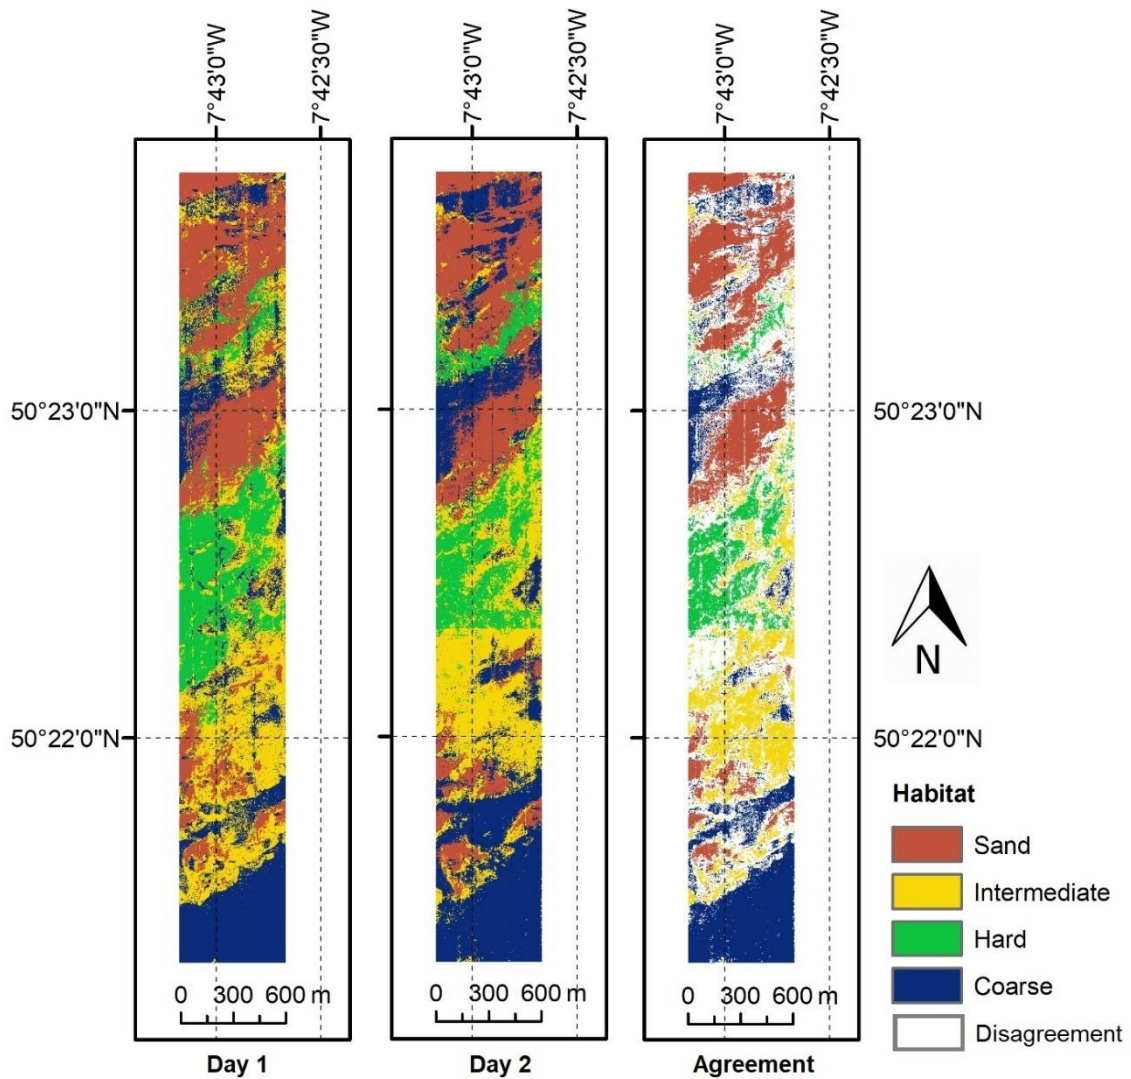 7°43'0"W 7°42'30"W 7°43'0"W 7°42'30"W 7°43'0"W 7°42'30"W
50°23'0"N 50°23'0"N
N
50°22'0"N 50°22'0"N
Habitat
Sand
Intermediate
Hard
Coarse
Disagreement
0 300 600 m 0 300 600 m 0 300 600 m
Day 1 Day 2 Agreement